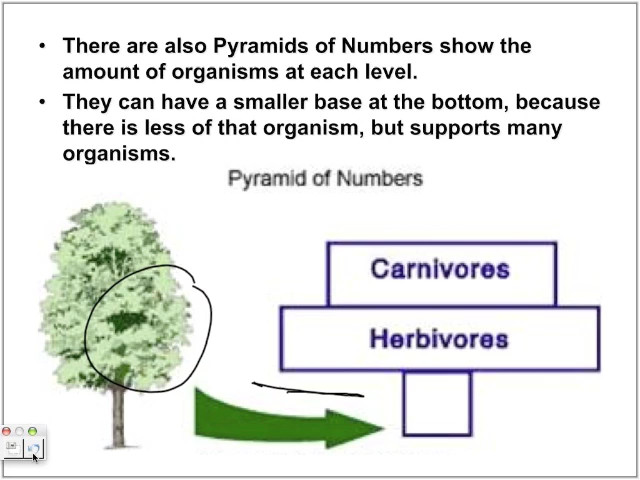 • There are also Pyramids of Numbers show the
amount of organisms at each level.
• They can have a smaller base at the bottom, because
there is less of that organism, but supports many
organisms.
Pyramid of Numbers
Carnivores
Herbivores